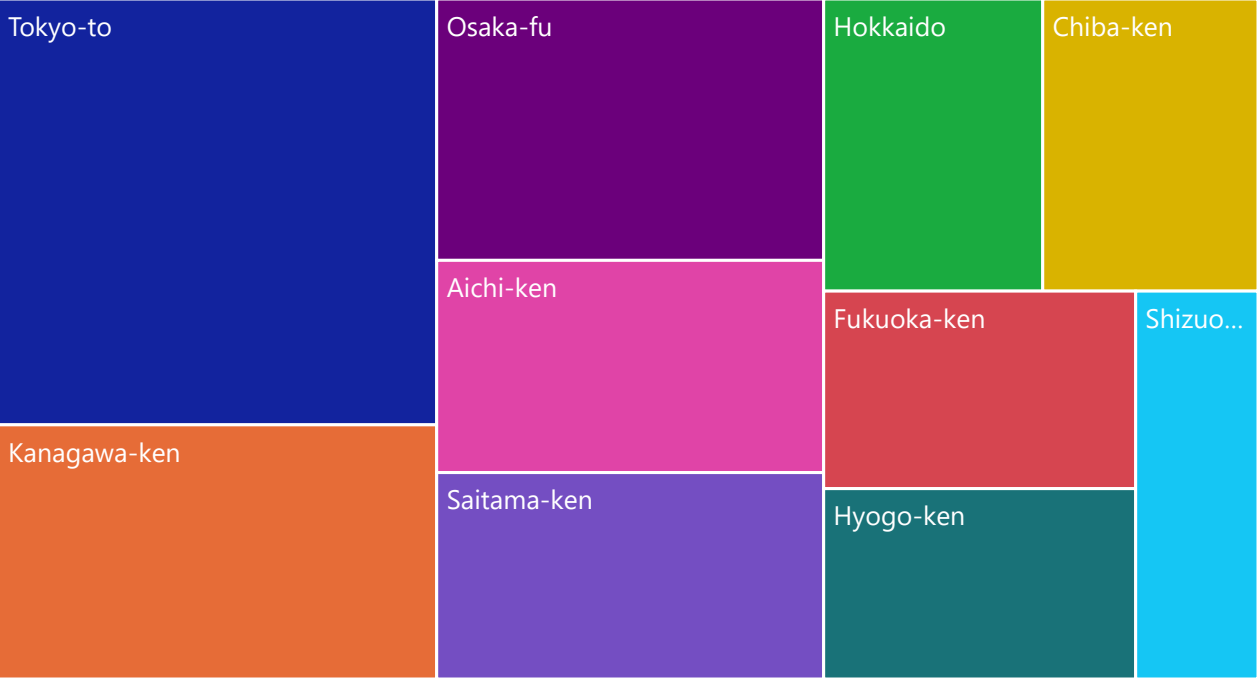 Tokyo-to
Osaka-fu
Hokkaido
Chiba-ken
Aichi-ken
Fukuoka-ken
Shizuo...
Kanagawa-ken
Saitama-ken
Hyogo-ken